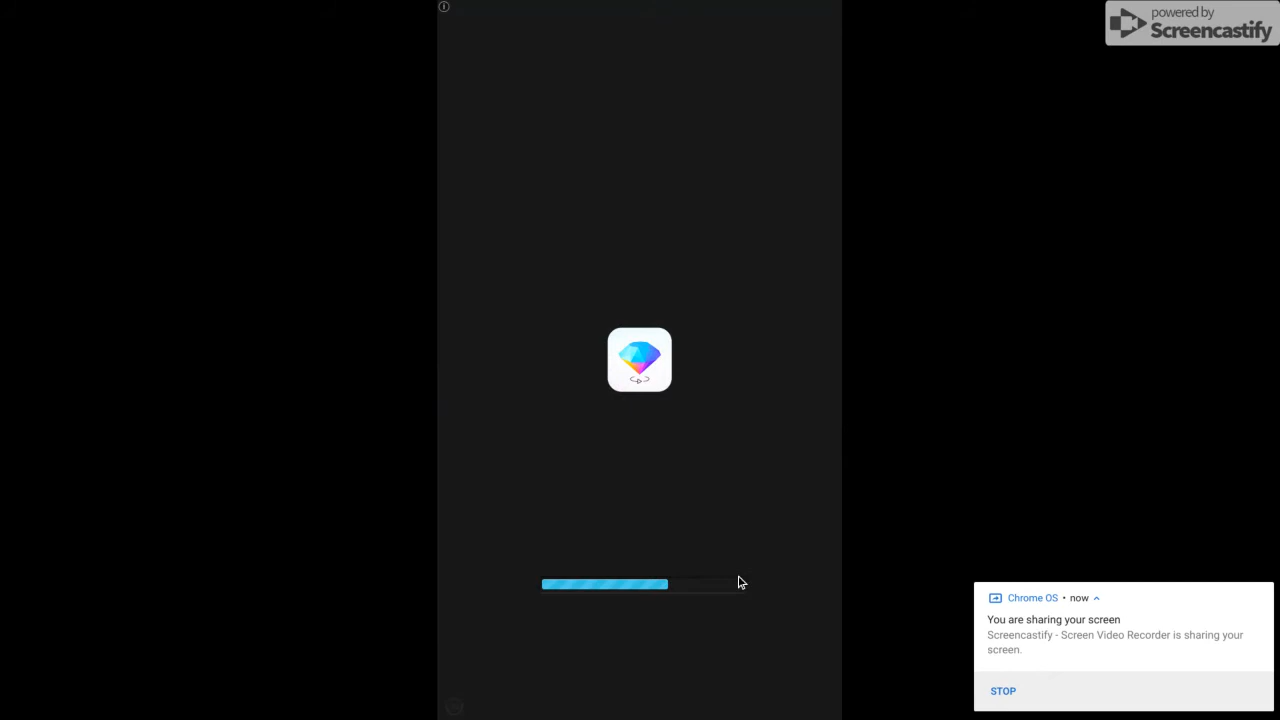 powered by
Screencastify
Chrome OS • now
You are sharing your screen
Screencastify - Screen Video Recorder is sharing your
screen.
STOP